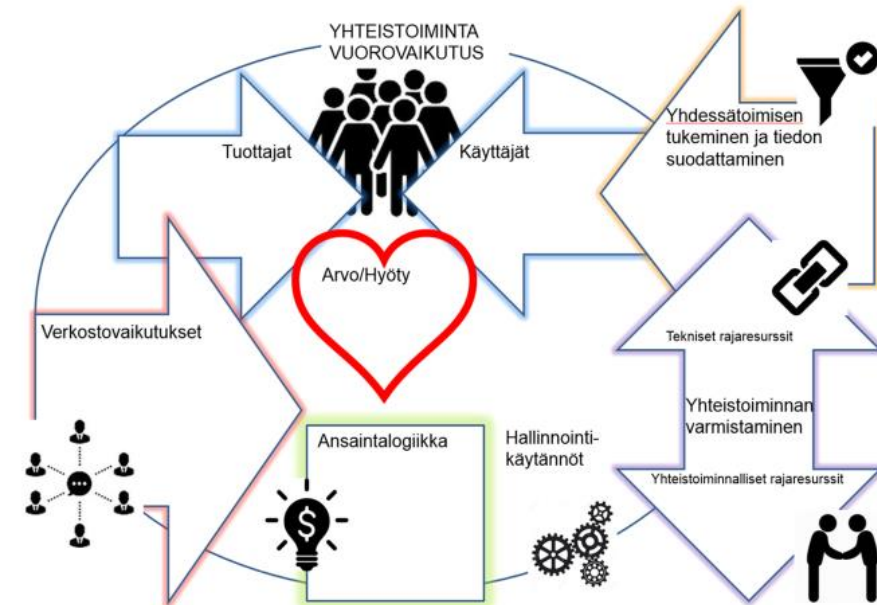 YHTEISTOIMINTA
VUOROVAIKUTUS
Tuottajat
Käyttäjät
Yhdessätoimisen
tukeminen ja tiedon
suodattaminen
Arvo/Hyöty
Verkostovaikutukset
Tekniset rajaresurssit
Yhteistoiminnan
varmistaminen
Yhteistoiminnalliset rajaresurssit
Ansaintalogiikka
Hallinnointi-
käytännöt
$